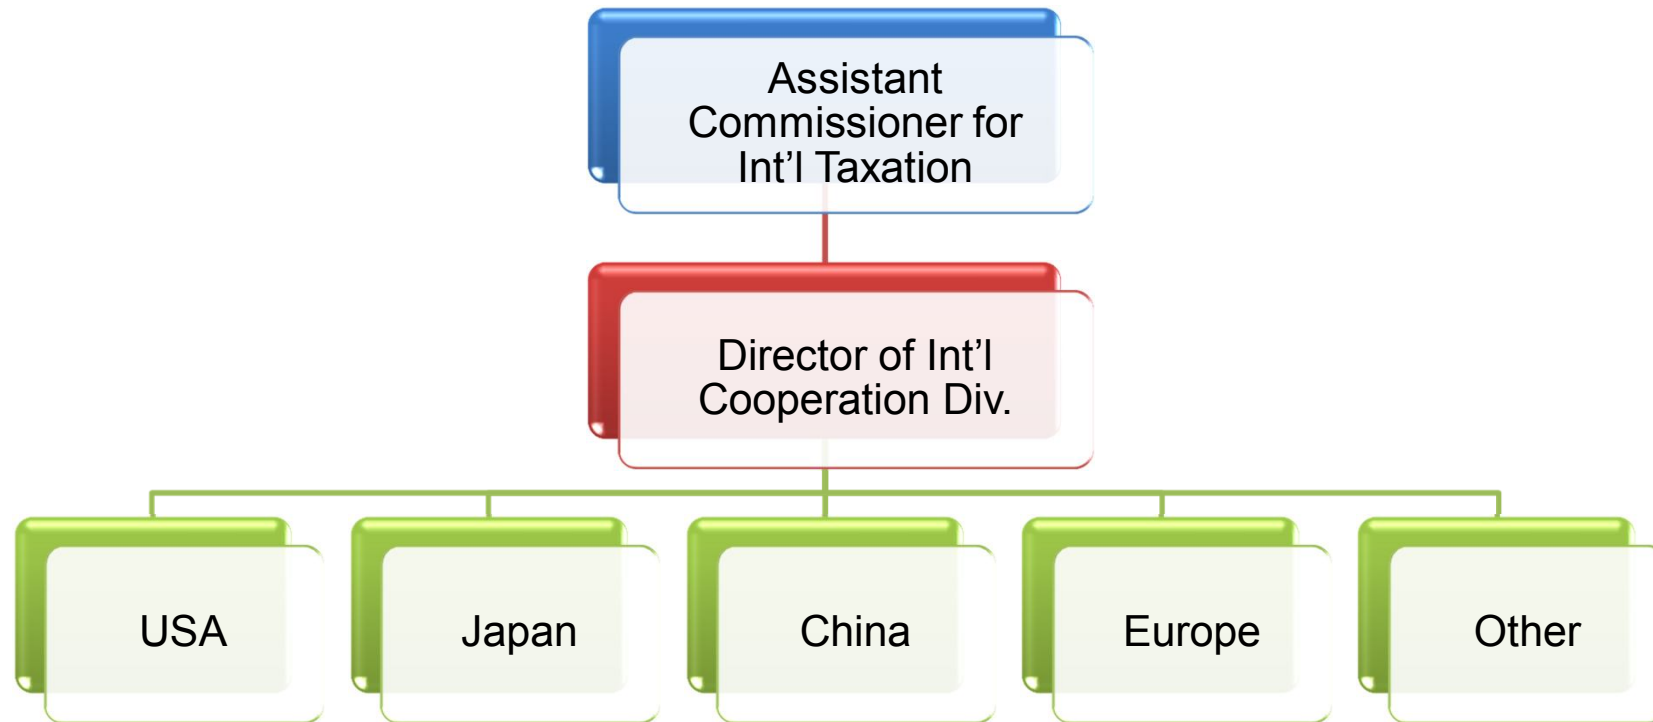 Assistant
Commissioner for
Int’l Taxation
Director of Int’l
Cooperation Div.
USA
Japan
China
Europe
Other